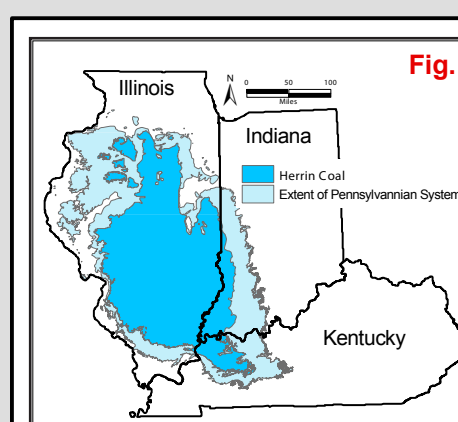 Fig.
Illinois
N
0 50 100
Miles
Indiana
Herrin Coal
Extent of Pennsylvannian System
Kentucky